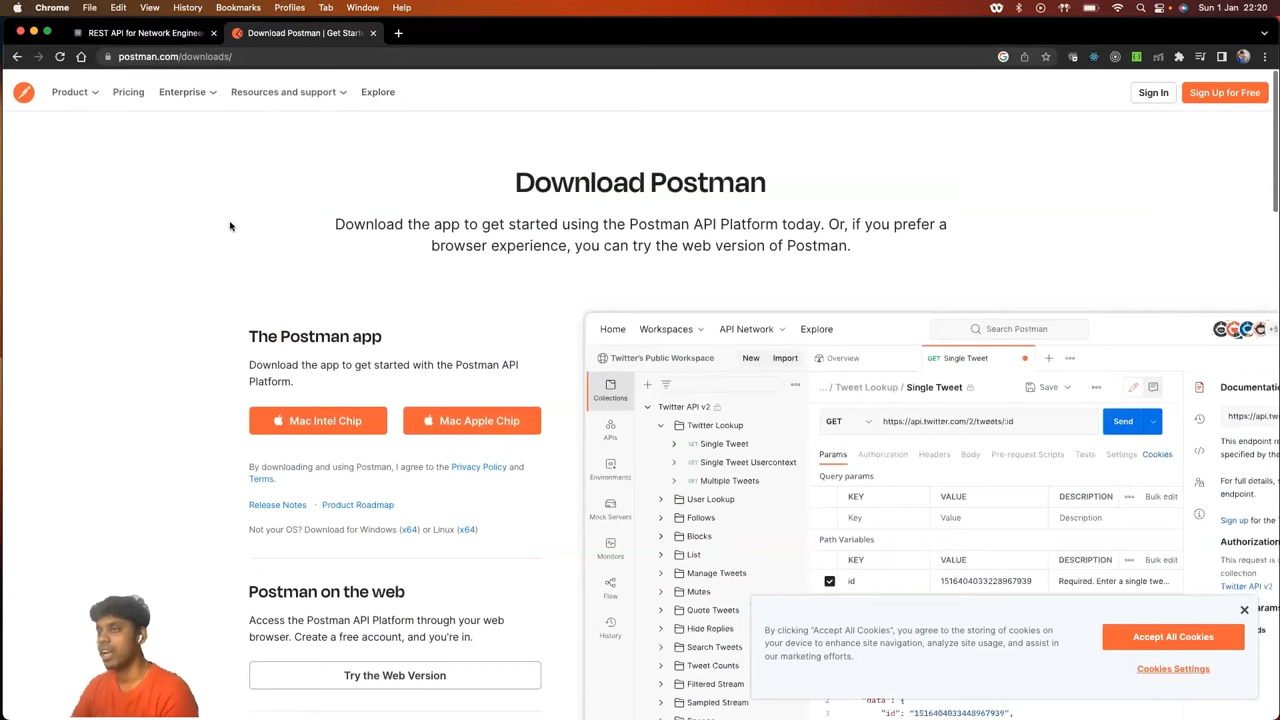 Chrome File Edit View History Bookmarks Profiles Tab Window Help Sun 1 Jan 22:20
REST API for Network Enginee
Download Postman | Get Start
postman.com/downloads/
Product Pricing Enterprise Resources and support Explore Sign In Sign Up for Free
Download Postman
Download the app to get started using the Postman API Platform today. Or, if you prefer a
browser experience, you can try the web version of Postman.
The Postman app
Download the app to get started with the Postman API
Platform.
Mac Intel Chip Mac Apple Chip
By downloading and using Postman, I agree to the Privacy Policy and
Terms.
Release Notes · Product Roadmap
Not your OS? Download for Windows (x64) or Linux (x64)
Postman on the web
Access the Postman API Platform through your web
browser. Create a free account, and you're in.
Try the Web Version
Home Workspaces API Network Explore Search Postman +5
Twitter's Public Workspace New Import Overview GET Single Tweet
Collections
APIs
Environments
Mock Servers
Monitors
Flow
History
Twitter API v2
Twitter Lookup
GET Single Tweet
GET Single Tweet Usercontext
GET Multiple Tweets
User Lookup
Follows
Blocks
List
Manage Tweets
Mutes
Quote Tweets
Hide Replies
Search Tweets
Tweet Counts
Filtered Stream
Sampled Stream
... / Tweet Lookup / Single Tweet Save
GET https://api.twitter.com/2/tweets/:id Send
Params Authorization Headers Body Pre-request Scripts Tests Settings Cookies
Query params
KEY VALUE DESCRIPTION Bulk edit
Key Value Description
Path Variables
KEY VALUE DESCRIPTION Bulk edit
id 1516404033228967939 Required. Enter a single twe...
Documenta
https://api.tw
This endpoint re
specified by the
For full details, s
endpoint.
Sign up for the
Authorization
This request is
collection
Twitter API v2
By clicking “Accept All Cookies”, you agree to the storing of cookies on
your device to enhance site navigation, analyze site usage, and assist in
our marketing efforts.
Accept All Cookies
Cookies Settings
2 "data": {
3 "id": "1516404033448967939",